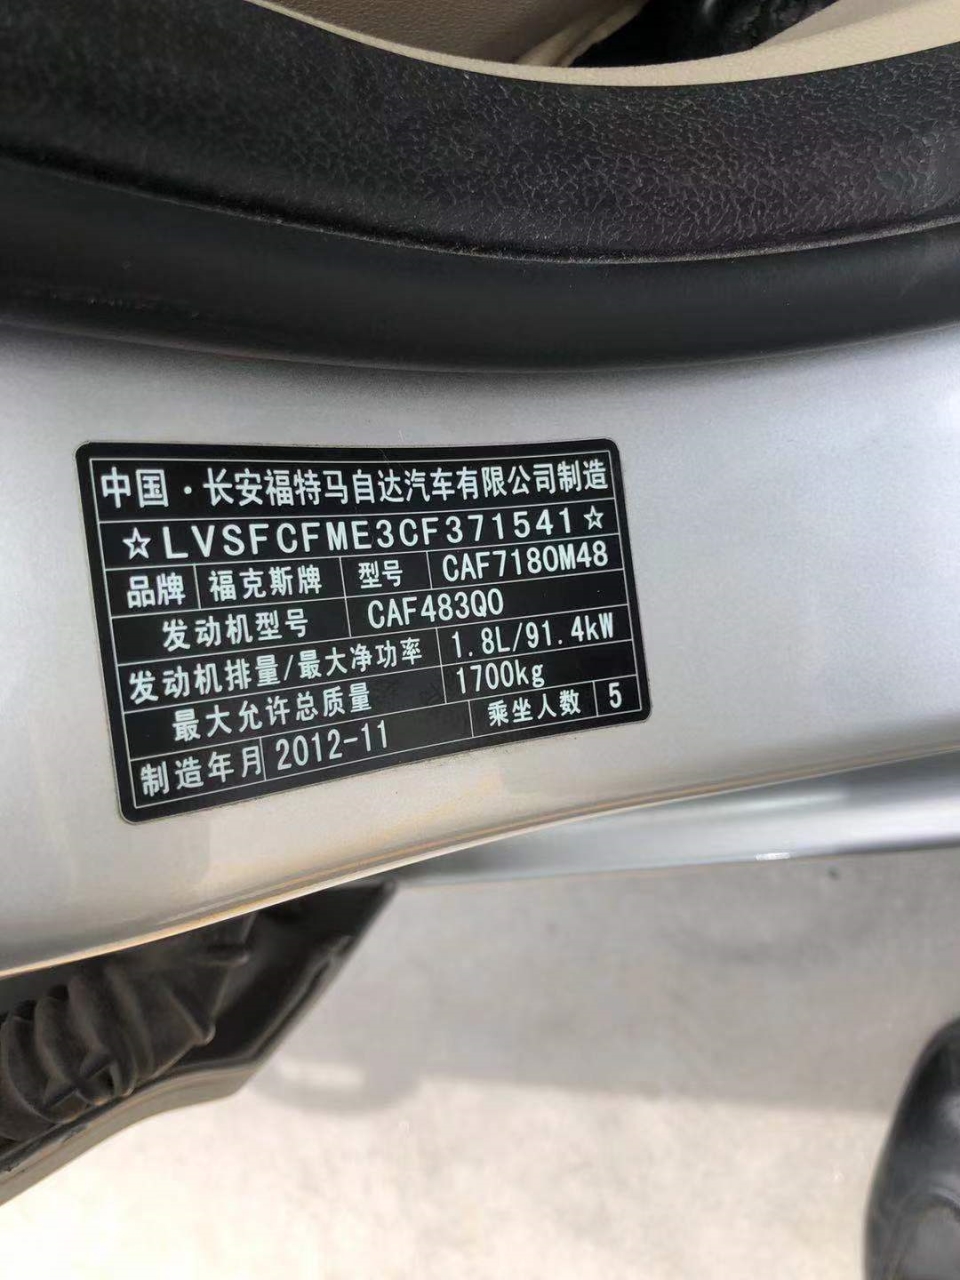 中国·长安福特马自达汽车有限公司制造
☆LVSFCFME3CF371541☆
品牌 福克斯牌 型号 CAF7180M48
发动机型号 CAF483Q0
发动机排量/最大净功率 1.8L/91.4kW
最大允许总质量 1700kg
制造年月 2012-11 乘坐人数 5